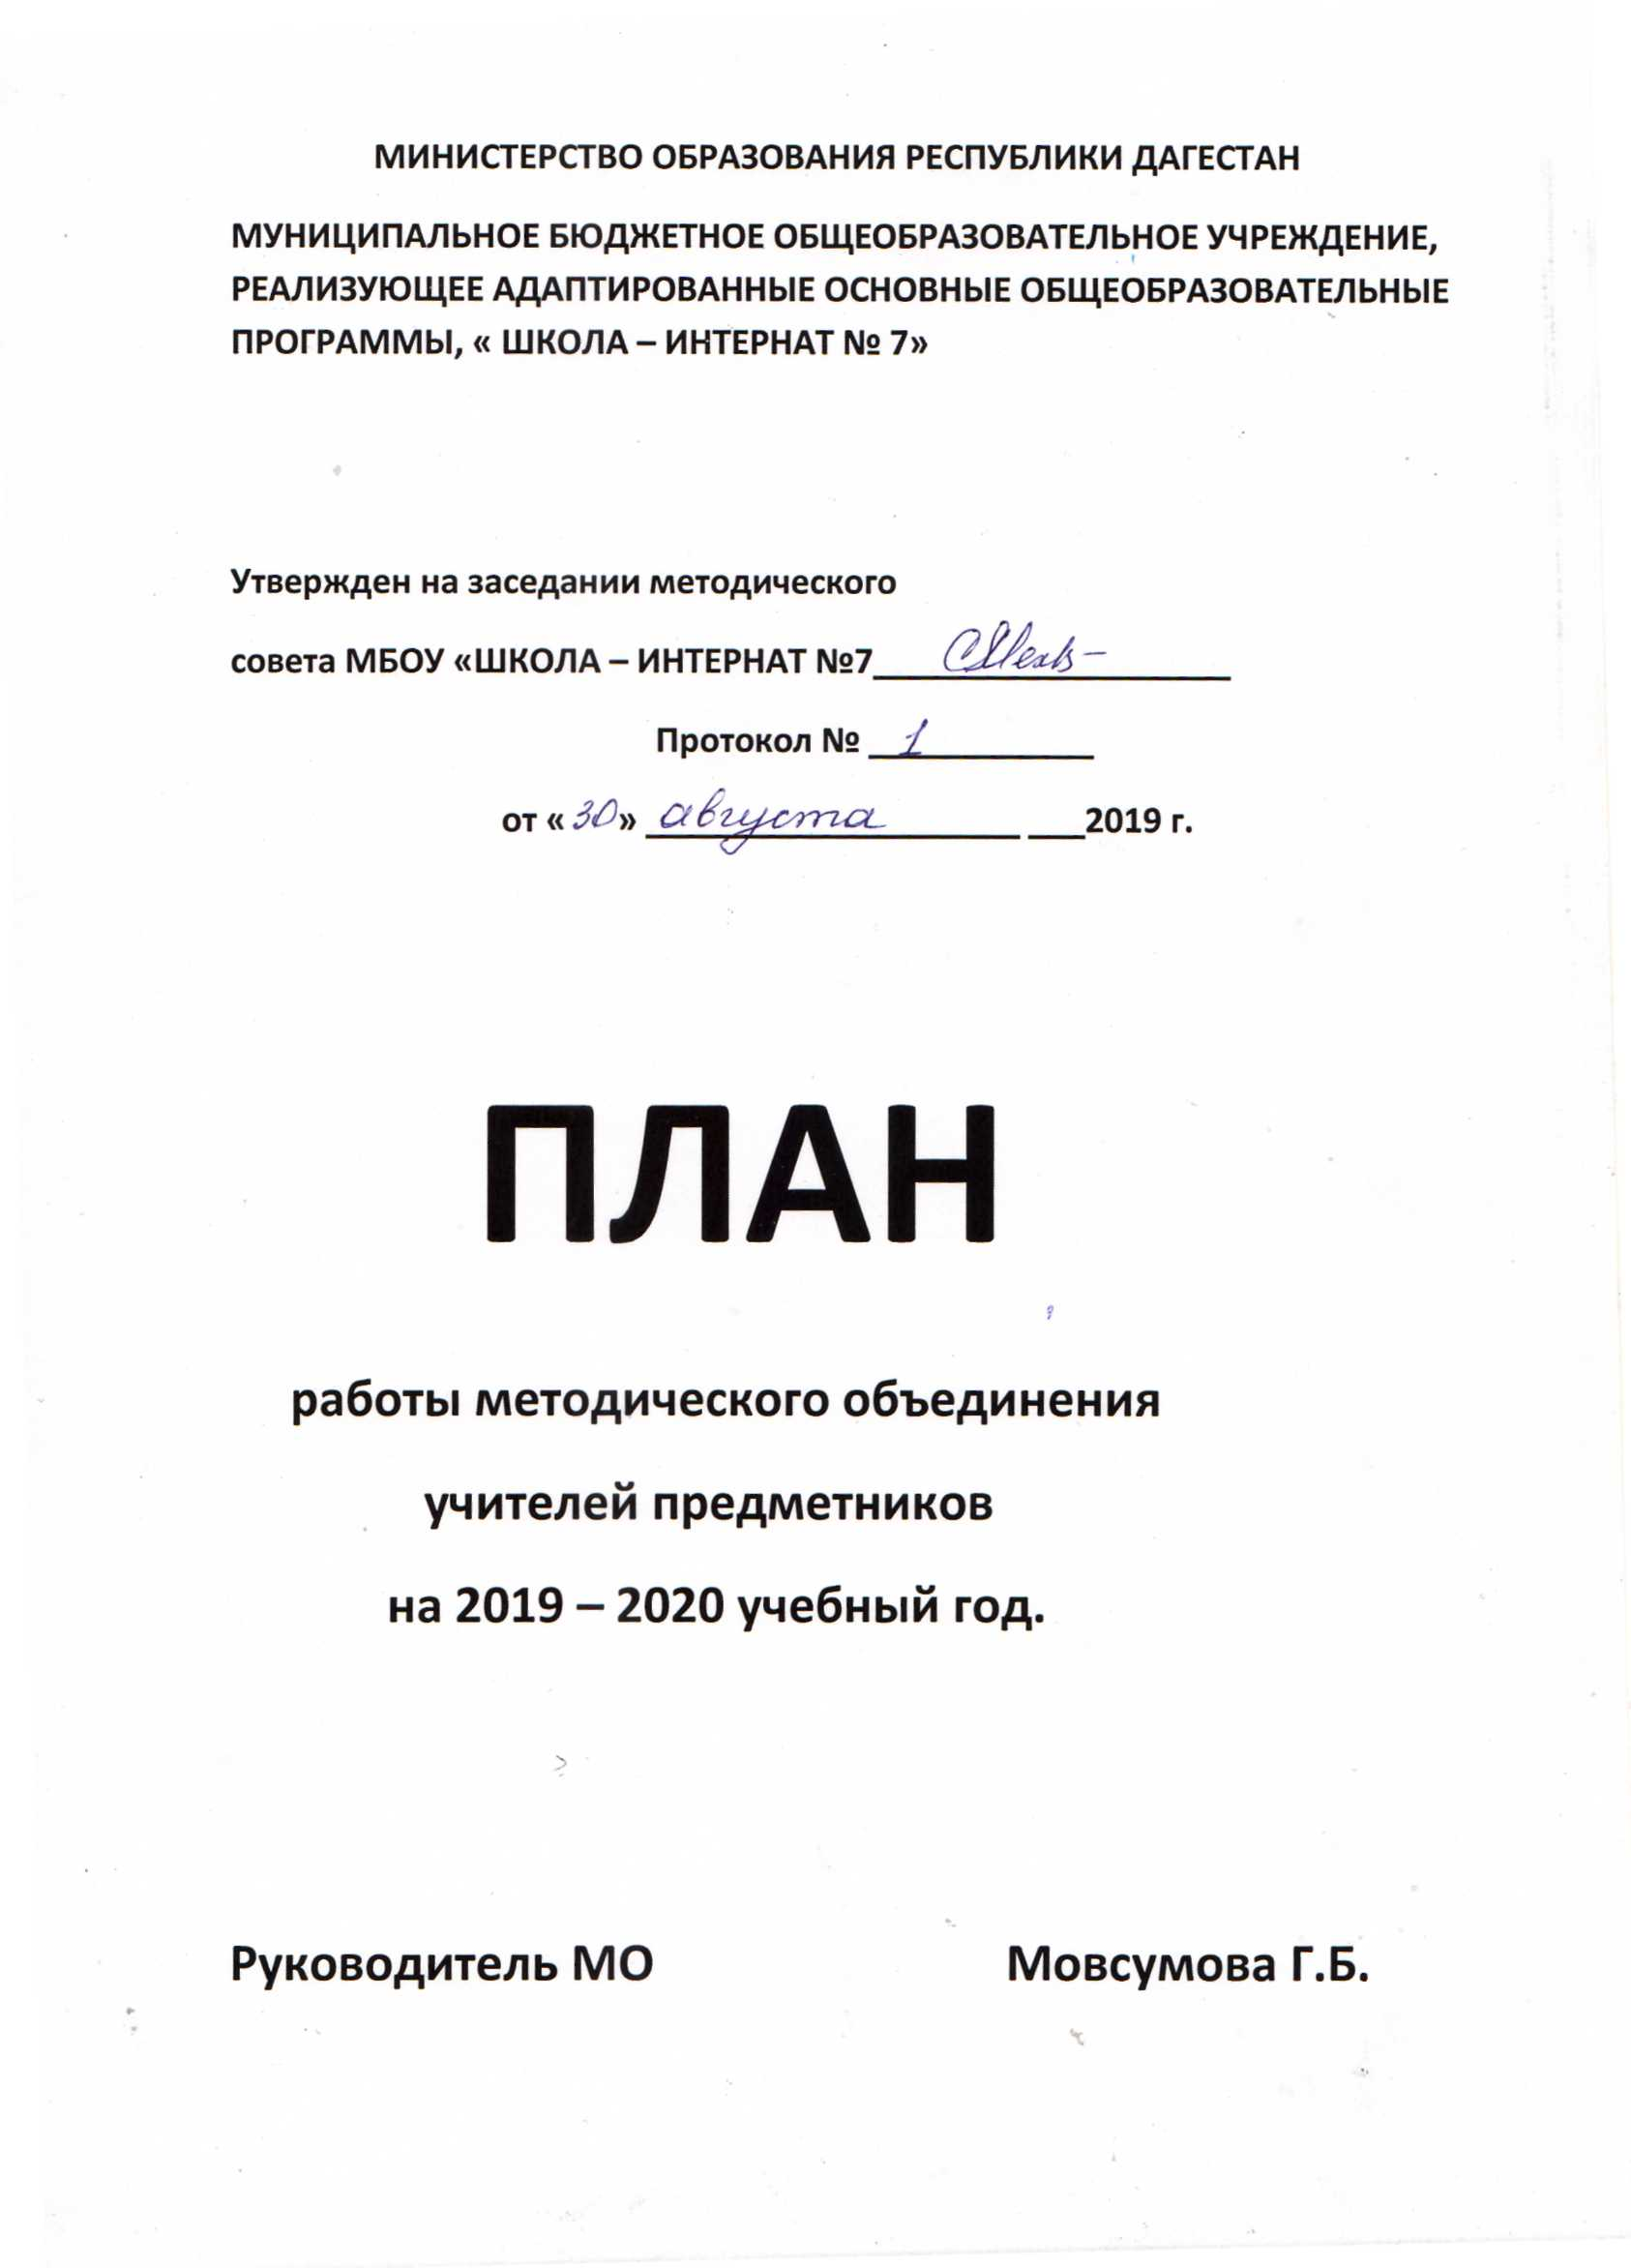 МИНИСТЕРСТВО ОБРАЗОВАНИЯ РЕСПУБЛИКИ ДАГЕСТАН
МУНИЦИПАЛЬНОЕ БЮДЖЕТНОЕ ОБЩЕОБРАЗОВАТЕЛЬНОЕ УЧРЕЖДЕНИЕ,
РЕАЛИЗУЮЩЕЕ АДАПТИРОВАННЫЕ ОСНОВНЫЕ ОБЩЕОБРАЗОВАТЕЛЬНЫЕ
ПРОГРАММЫ, « ШКОЛА – ИНТЕРНАТ № 7»
Утвержден на заседании методического
совета МБОУ «ШКОЛА – ИНТЕРНАТ №7
Протокол № 1
от «30» августа 2019 г.
ПЛАН
работы методического объединения
учителей предметников
на 2019 – 2020 учебный год.
Руководитель МО Мовсумова Г.Б.